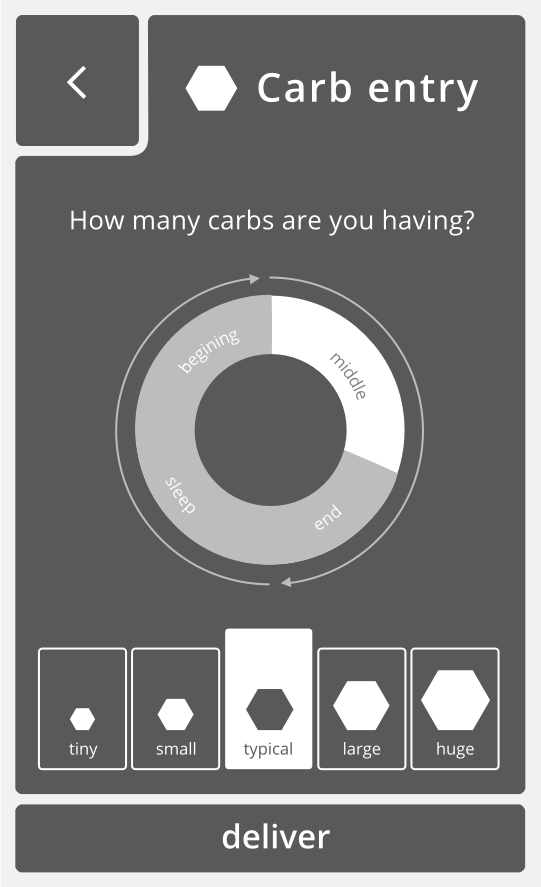 Carb entry
How many carbs are you having?
begining
middle
sleep
end
tiny small typical large huge
deliver